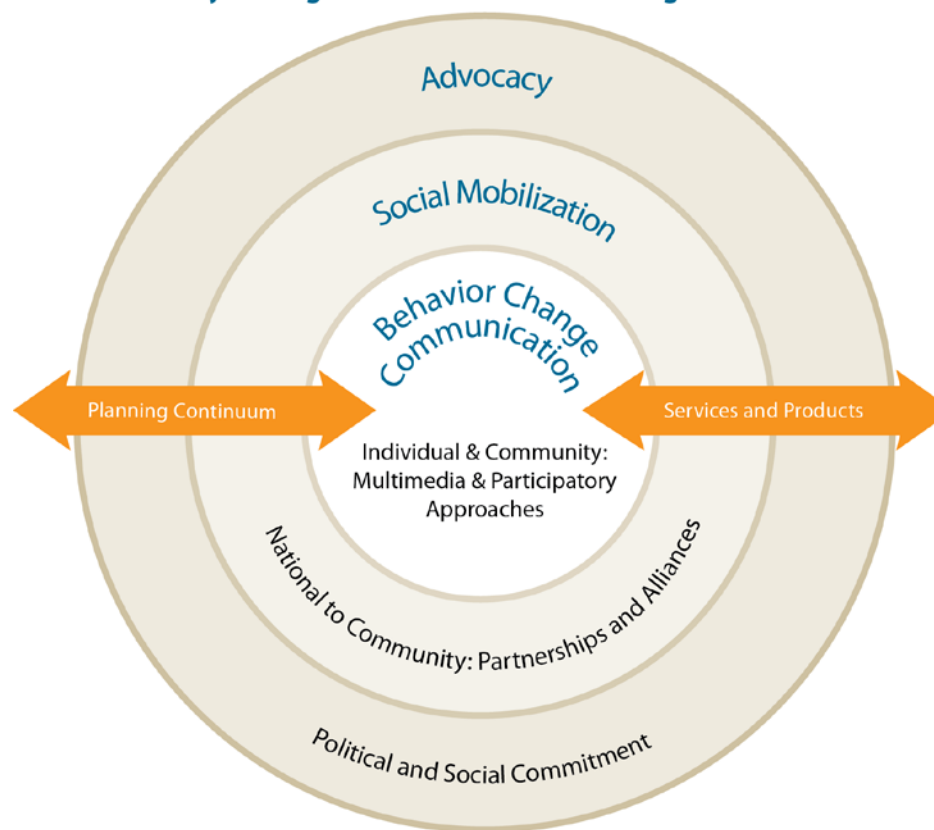 Advocacy
Social Mobilization
Behavior Change
Communication
Planning Continuum
Services and Products
Individual & Community:
Multimedia & Participatory
Approaches
National to Community: Partnerships and Alliances
Political and Social Commitment